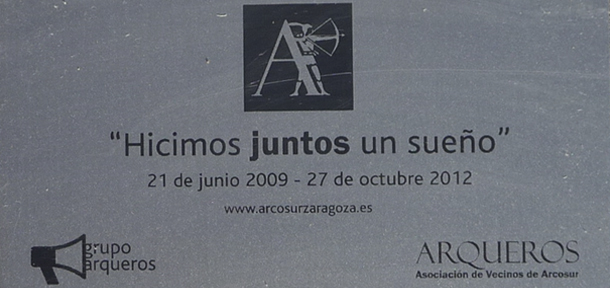 A
“Hicimos juntos un sueño”
21 de junio 2009 - 27 de octubre 2012
www.arcosurzaragoza.es
grupo
arqueros
ARQUEROS
Asociación de Vecinos de Arcosur